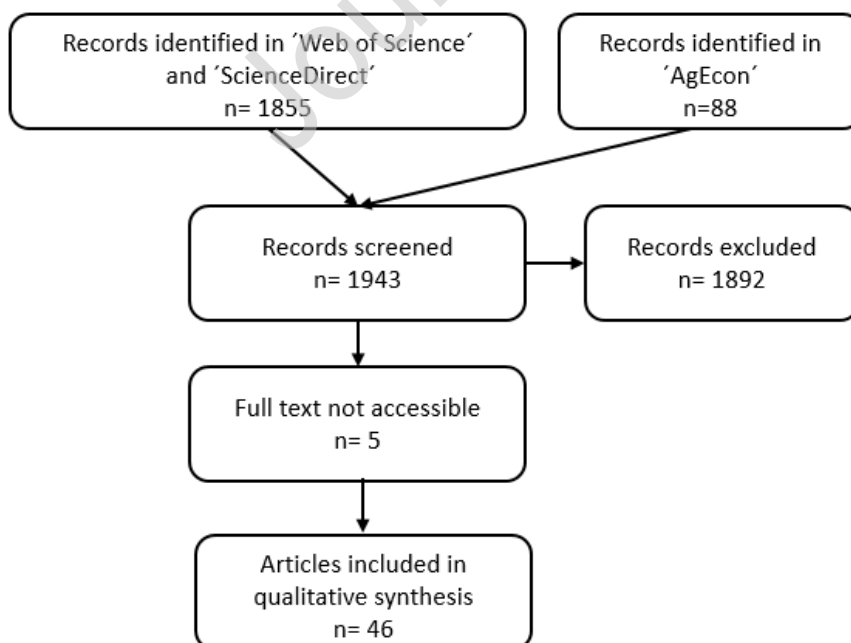 Jour
Records identified in ´Web of Science´
and ´ScienceDirect´
n= 1855
Records identified in
´AgEcon´
n=88
Records screened
n= 1943
Records excluded
n= 1892
Full text not accessible
n= 5
Articles included in
qualitative synthesis
n= 46